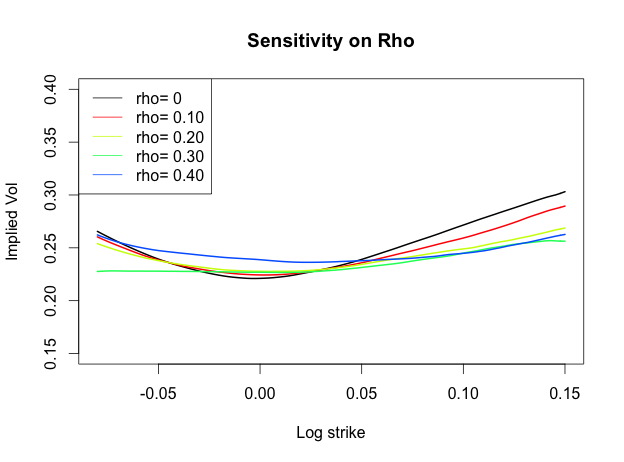 Sensitivity on Rho
rho= 0
rho= 0.10
rho= 0.20
rho= 0.30
rho= 0.40
Implied Vol
0.40
0.35
0.30
0.25
0.20
0.15
-0.05
0.00
0.05
0.10
0.15
Log strike